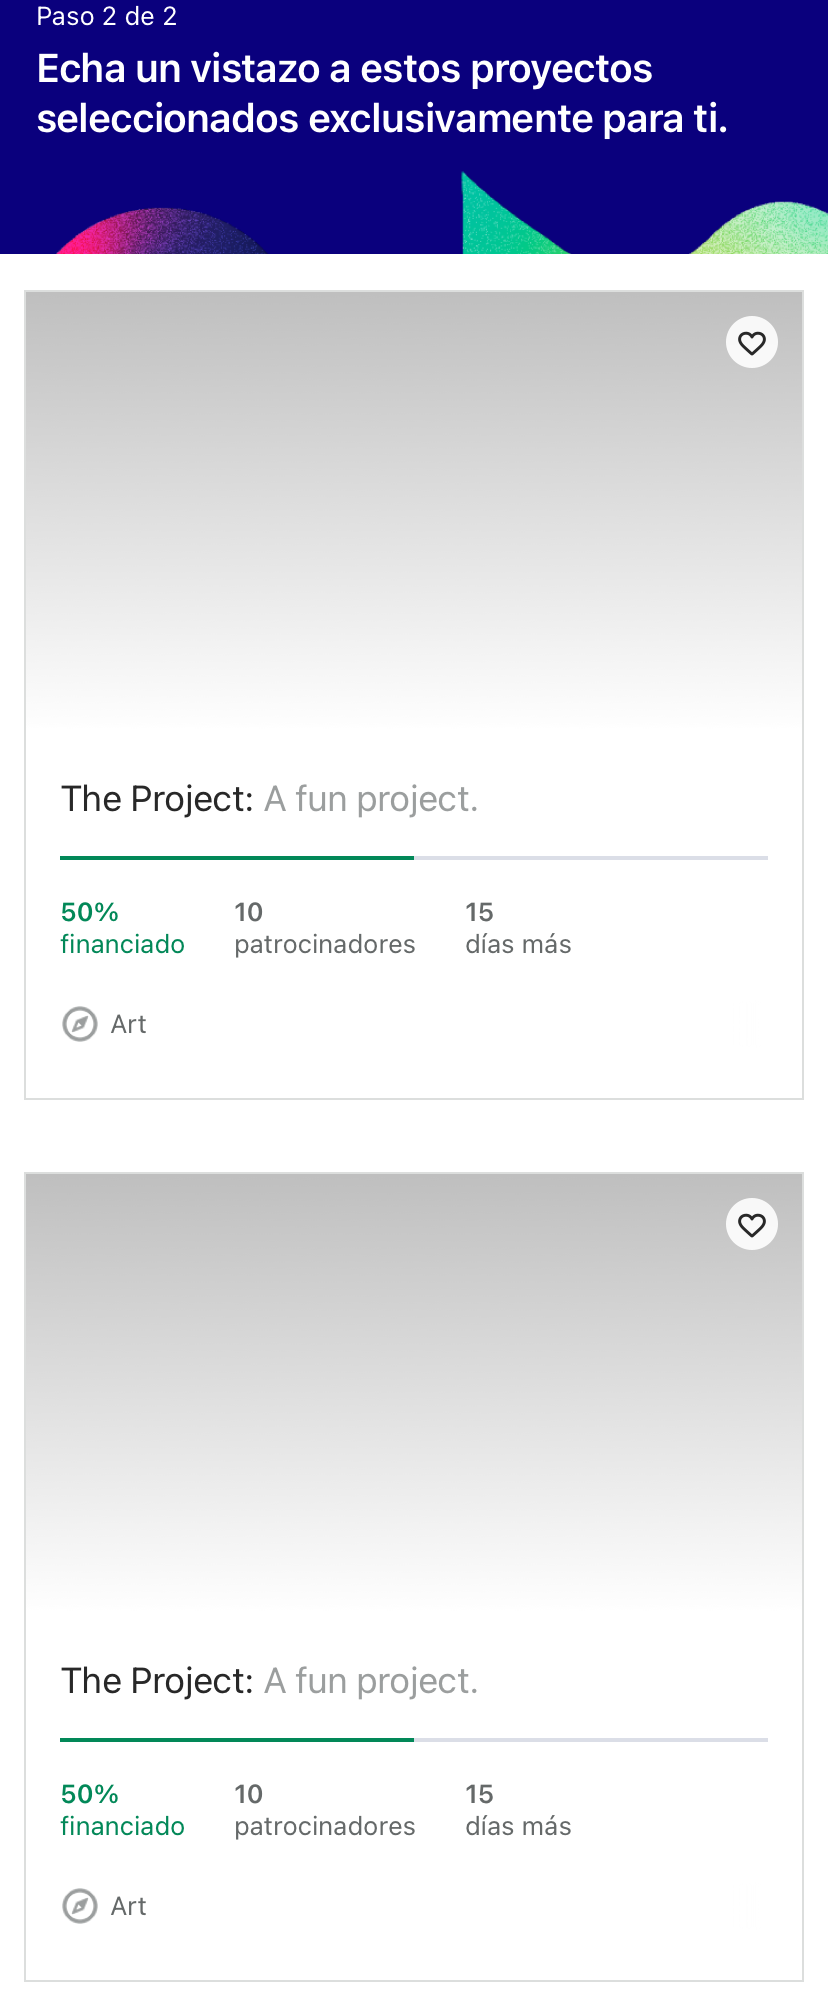 Paso 2 de 2
Echa un vistazo a estos proyectos
seleccionados exclusivamente para ti.
The Project: A fun project.
50% 10 15
financiado patrocinadores días más
Art
The Project: A fun project.
50% 10 15
financiado patrocinadores días más
Art